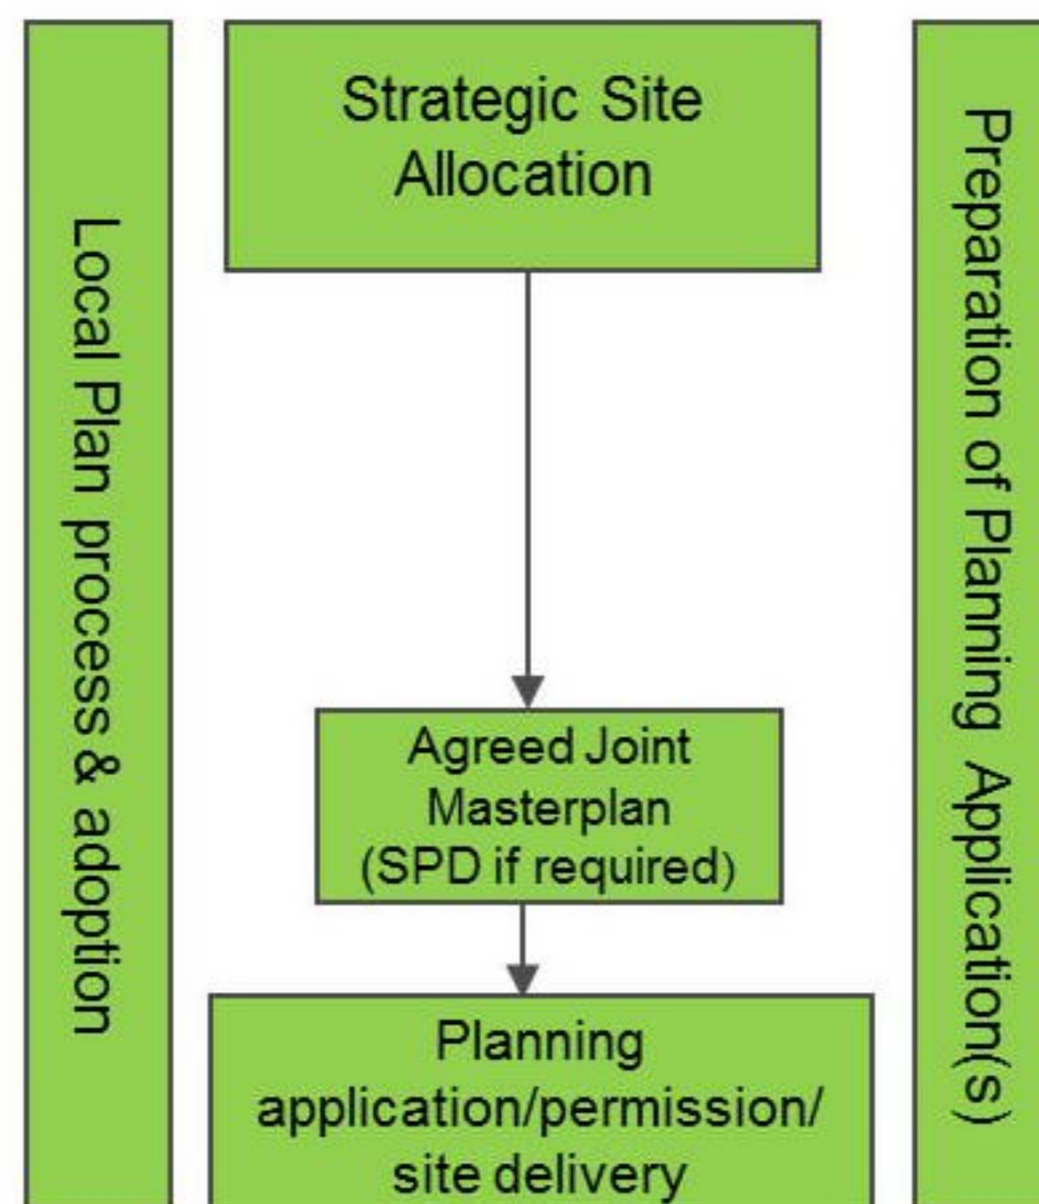 Local Plan process & adoption
Strategic Site
Allocation
Agreed Joint
Masterplan
(SPD if required)
Planning
application/permission/
site delivery
Preparation of Planning Application(s)